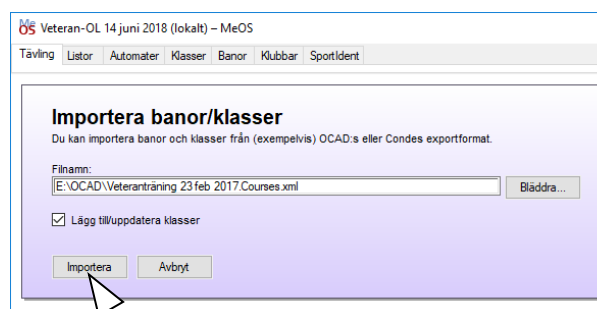 MeOS Veteran-OL 14 juni 2018 (lokalt) – MeOS
Tävling Listor Automater Klasser Banor Klubbar SportIdent
Importera banor/klasser
Du kan importera banor och klasser från (exempelvis) OCAD:s eller Condes exportformat.
Filnamn:
E:\OCAD\Veteranträning 23 feb 2017.Courses.xml Bläddra...
Lägg till/uppdatera klasser
Importera Avbryt